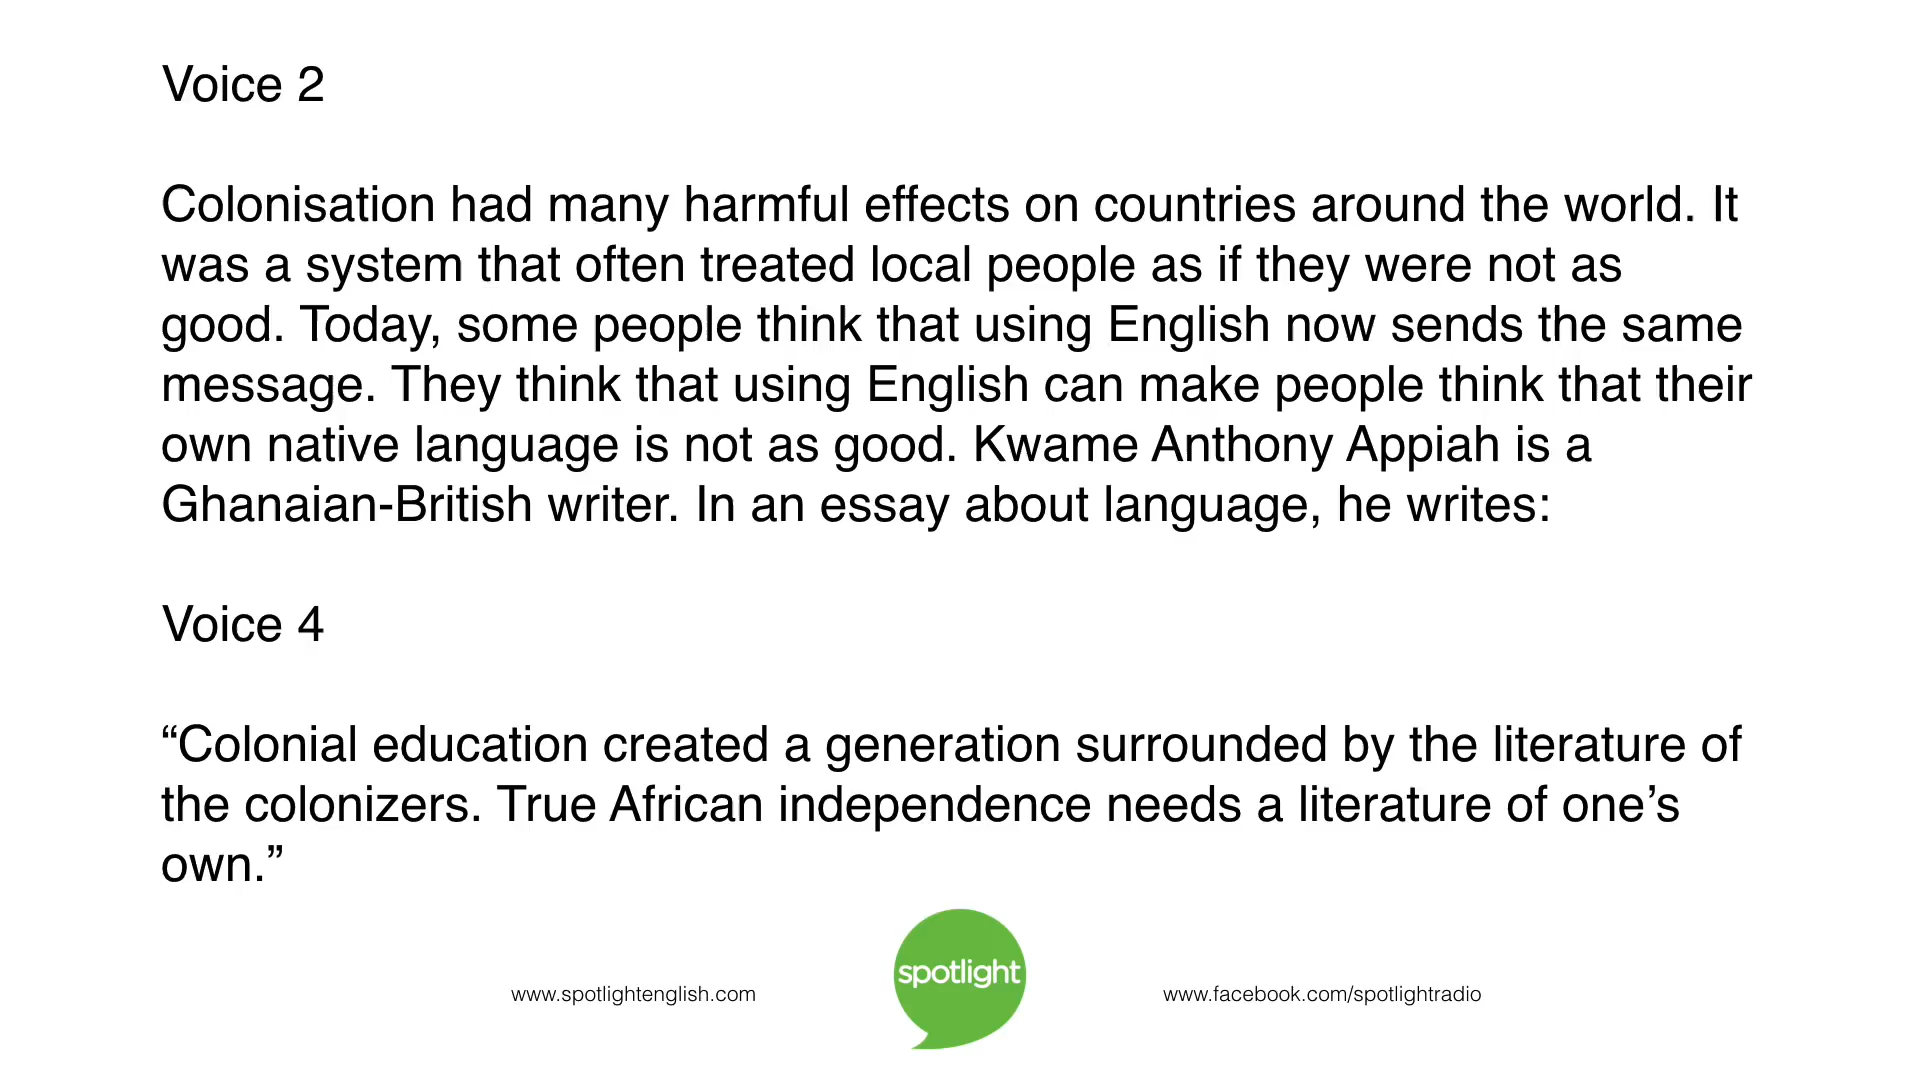 Voice 2
Colonisation had many harmful effects on countries around the world. It
was a system that often treated local people as if they were not as
good. Today, some people think that using English now sends the same
message. They think that using English can make people think that their
own native language is not as good. Kwame Anthony Appiah is a
Ghanaian-British writer. In an essay about language, he writes:
Voice 4
“Colonial education created a generation surrounded by the literature of
the colonizers. True African independence needs a literature of one’s
own.”
spotlight
www.spotlightenglish.com
www.facebook.com/spotlightradio